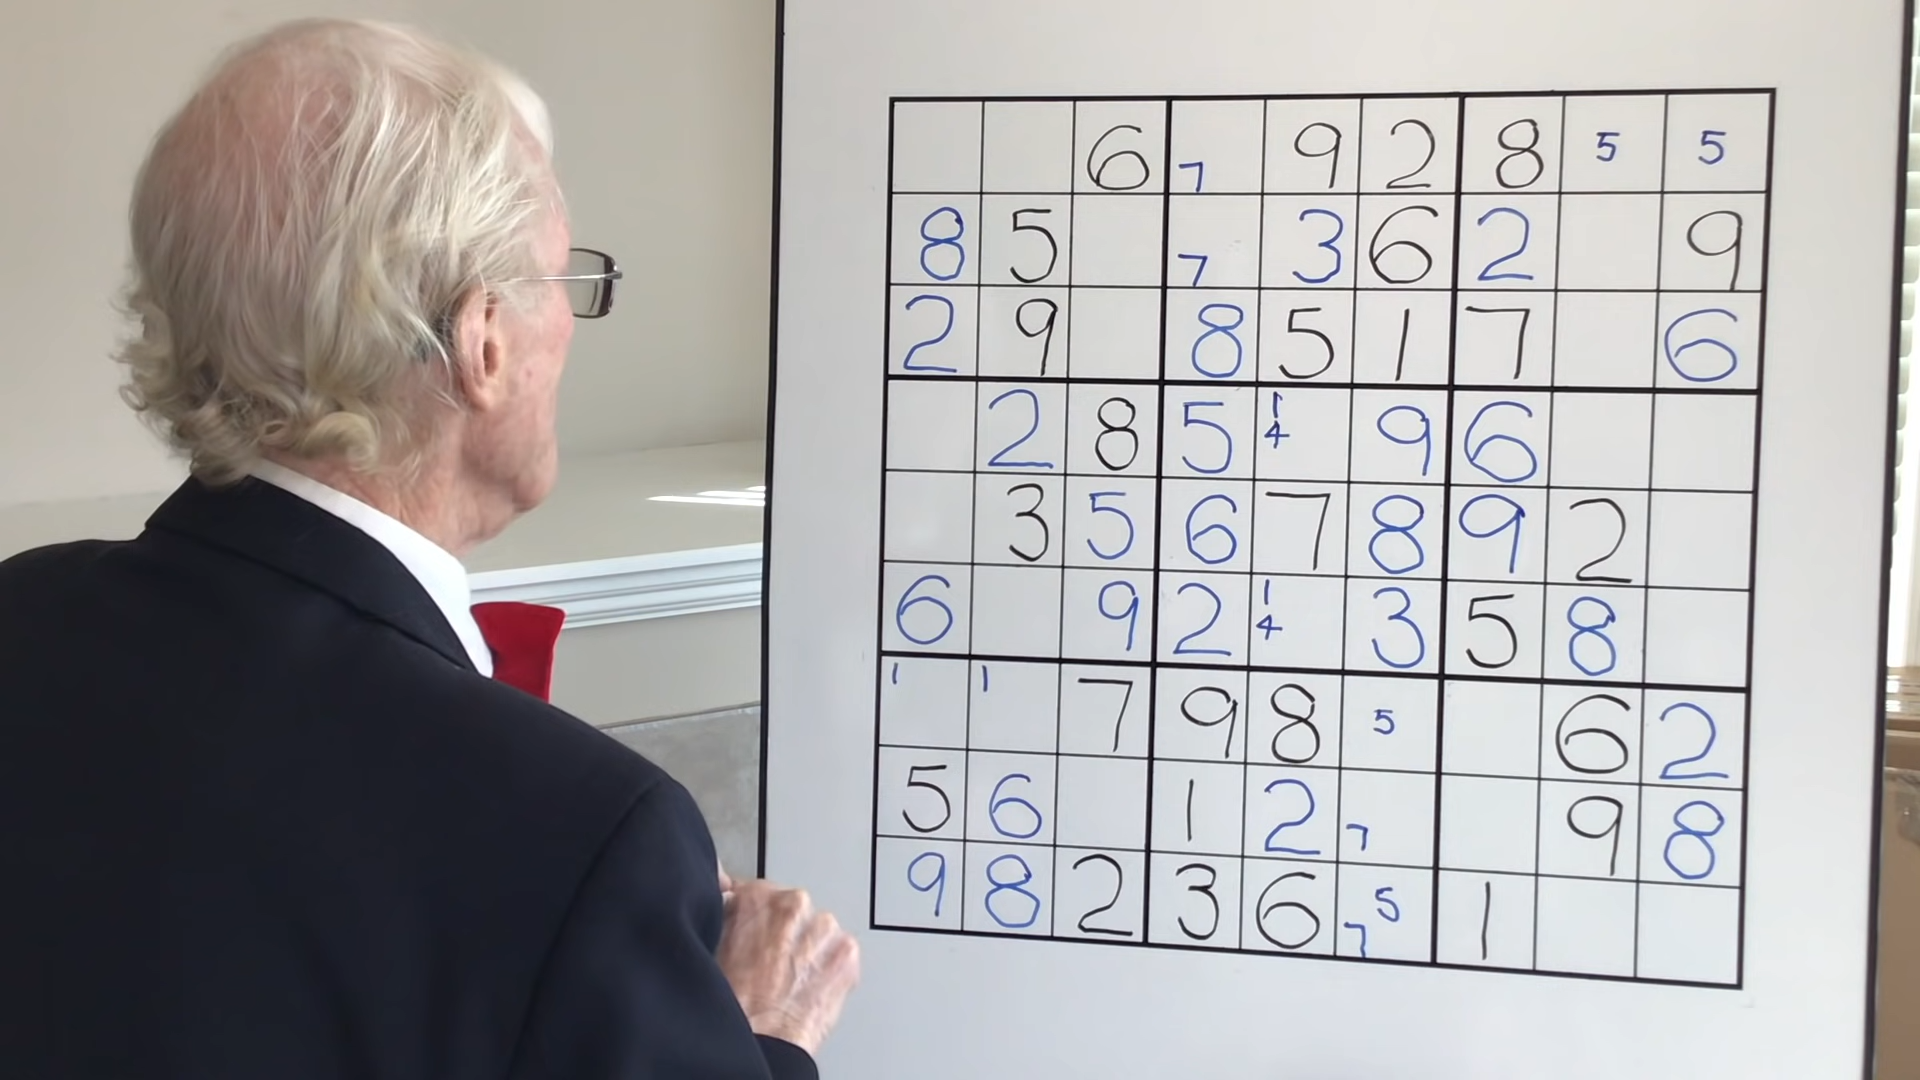 6 7 9 2 8 5 5
8 5 7 3 6 2 9
2 9 8 5 1 7 6
2 8 5 1 4 9 6
3 5 6 7 8 9 2
6 9 2 1 4 3 5 8
1 1 7 9 8 5 6 2
5 6 1 2 7 9 8
9 8 2 3 6 7 5 1